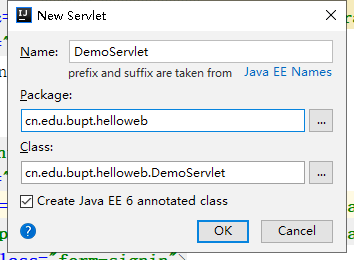 New Servlet
Name: DemoServlet
prefix and suffix are taken from Java EE Names
Package:
cn.edu.bupt.helloweb
...
Class:
cn.edu.bupt.helloweb.DemoServlet
...
Create Java EE 6 annotated class
? OK Cancel
="form-signin">